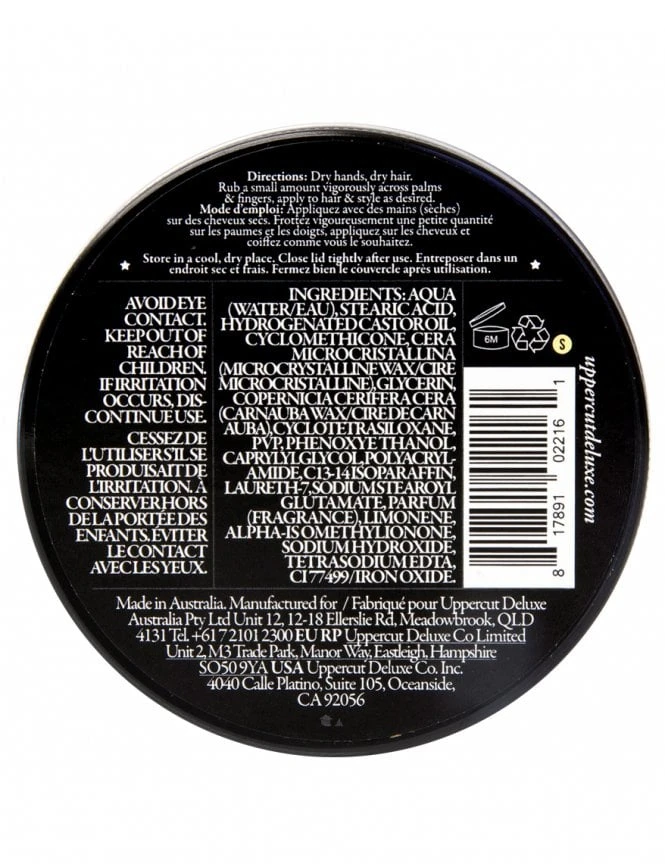 Directions: Dry hands, dry hair.
Rub a small amount vigorously across palms
& fingers, apply to hair & style as desired.
Mode d'emploi: Appliquez avec des mains (sèches)
sur des cheveux secs. Frottez vigoureusement une petite quantité
sur les paumes et les doigts, appliquez sur les cheveux et
coiffez comme vous le souhaitez.
Store in a cool, dry place. Close lid tightly after use. Entreposer dans un
endroit sec et frais. Fermez bien le couvercle après utilisation.
AVOID EYE
CONTACT.
KEEP OUT OF
REACH OF
CHILDREN.
IF IRRITATION
OCCURS, DIS-
CONTINUE USE.
CESSEZ DE
L'UTILISER S'IL SE
PRODUISAIT DE
L'IRRITATION. À
CONSERVER HORS
DE LA PORTÉE DES
ENFANTS. ÉVITER
LE CONTACT
AVEC LES YEUX.
INGREDIENTS: AQUA
(WATER/EAU), STEARIC ACID,
HYDROGENATED CASTOR OIL,
CYCLOMETHICONE, CERA
MICROCRISTALLINA
(MICROCRYSTALLINE WAX/CIRE
MICROCRISTALLINE), GLYCERIN,
COPERNICIA CERIFERA CERA
(CARNAUBA WAX/CIRE DE CARN
AUBA), CYCLOTETRASILOXANE,
PVP, PHENOXYE THANOL,
CAPRYLYL GLYCOL, POLYACRYL-
AMIDE, C13-14 ISOPARAFFIN,
LAURETH-7, SODIUM STEAROYL
GLUTAMATE, PARFUM
(FRAGRANCE), LIMONENE,
ALPHA-IS OMETHYL IONONE,
SODIUM HYDROXIDE,
TETRASODIUM EDTA,
CI 77499/IRON OXIDE.
6M
S
8 17891 02216 1
uppercutdeluxe.com
Made in Australia. Manufactured for / Fabriqué pour Uppercut Deluxe
Australia Pty Ltd Unit 12, 12-18 Ellerslie Rd, Meadowbrook, QLD
4131 Tel. +61 7 2101 2300 EU RP Uppercut Deluxe Co Limited
Unit 2, M3 Trade Park, Manor Way, Eastleigh, Hampshire
SO50 9YA USA Uppercut Deluxe Co. Inc.
4040 Calle Platino, Suite 105, Oceanside,
CA 92056